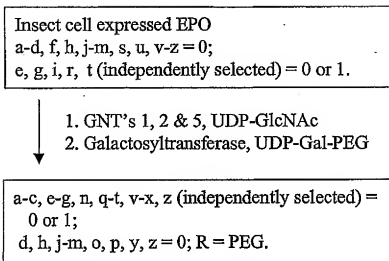 Insect cell expressed EPO
a-d, f, h, j-m, s, u, v-z = 0;
e, g, i, r, t (independently selected) = 0 or 1.
1. GNT's 1, 2 & 5, UDP-GlcNAc
2. Galactosyltransferase, UDP-Gal-PEG
a-c, e-g, n, q-t, v-x, z (independently selected) =
0 or 1;
d, h, j-m, o, p, y, z = 0; R = PEG.